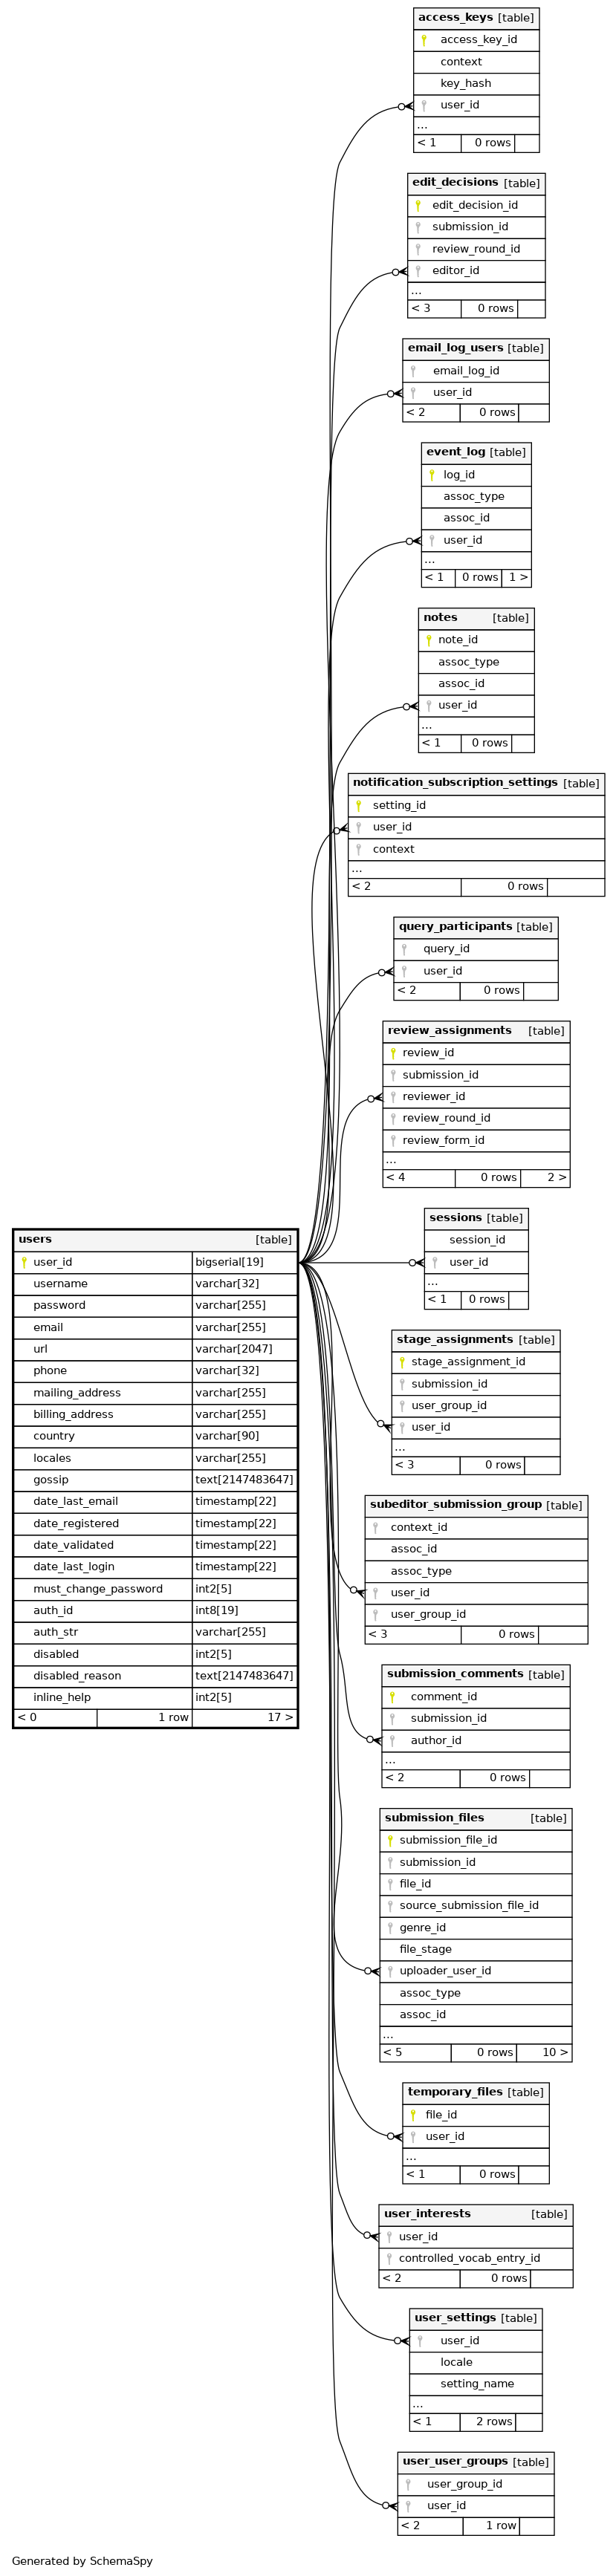 access_keys [table]
access_key_id
context
key_hash
user_id
...
< 1 0 rows
edit_decisions [table]
edit_decision_id
submission_id
review_round_id
editor_id
...
< 3 0 rows
email_log_users [table]
email_log_id
user_id
< 2 0 rows
event_log [table]
log_id
assoc_type
assoc_id
user_id
...
< 1 0 rows 1 >
notes [table]
note_id
assoc_type
assoc_id
user_id
...
< 1 0 rows
notification_subscription_settings [table]
setting_id
user_id
context
...
< 2 0 rows
query_participants [table]
query_id
user_id
< 2 0 rows
review_assignments [table]
review_id
submission_id
reviewer_id
review_round_id
review_form_id
...
< 4 0 rows 2 >
sessions [table]
session_id
user_id
...
< 1 0 rows
users [table]
user_id bigserial[19]
username varchar[32]
password varchar[255]
email varchar[255]
url varchar[2047]
phone varchar[32]
mailing_address varchar[255]
billing_address varchar[255]
country varchar[90]
locales varchar[255]
gossip text[2147483647]
date_last_email timestamp[22]
date_registered timestamp[22]
date_validated timestamp[22]
date_last_login timestamp[22]
must_change_password int2[5]
auth_id int8[19]
auth_str varchar[255]
disabled int2[5]
disabled_reason text[2147483647]
inline_help int2[5]
< 0 1 row 17 >
stage_assignments [table]
stage_assignment_id
submission_id
user_group_id
user_id
...
< 3 0 rows
subeditor_submission_group [table]
context_id
assoc_id
assoc_type
user_id
user_group_id
< 3 0 rows
submission_comments [table]
comment_id
submission_id
author_id
...
< 2 0 rows
submission_files [table]
submission_file_id
submission_id
file_id
source_submission_file_id
genre_id
file_stage
uploader_user_id
assoc_type
assoc_id
...
< 5 0 rows 10 >
temporary_files [table]
file_id
user_id
...
< 1 0 rows
user_interests [table]
user_id
controlled_vocab_entry_id
< 2 0 rows
user_settings [table]
user_id
locale
setting_name
...
< 1 2 rows
user_user_groups [table]
user_group_id
user_id
< 2 1 row
Generated by SchemaSpy